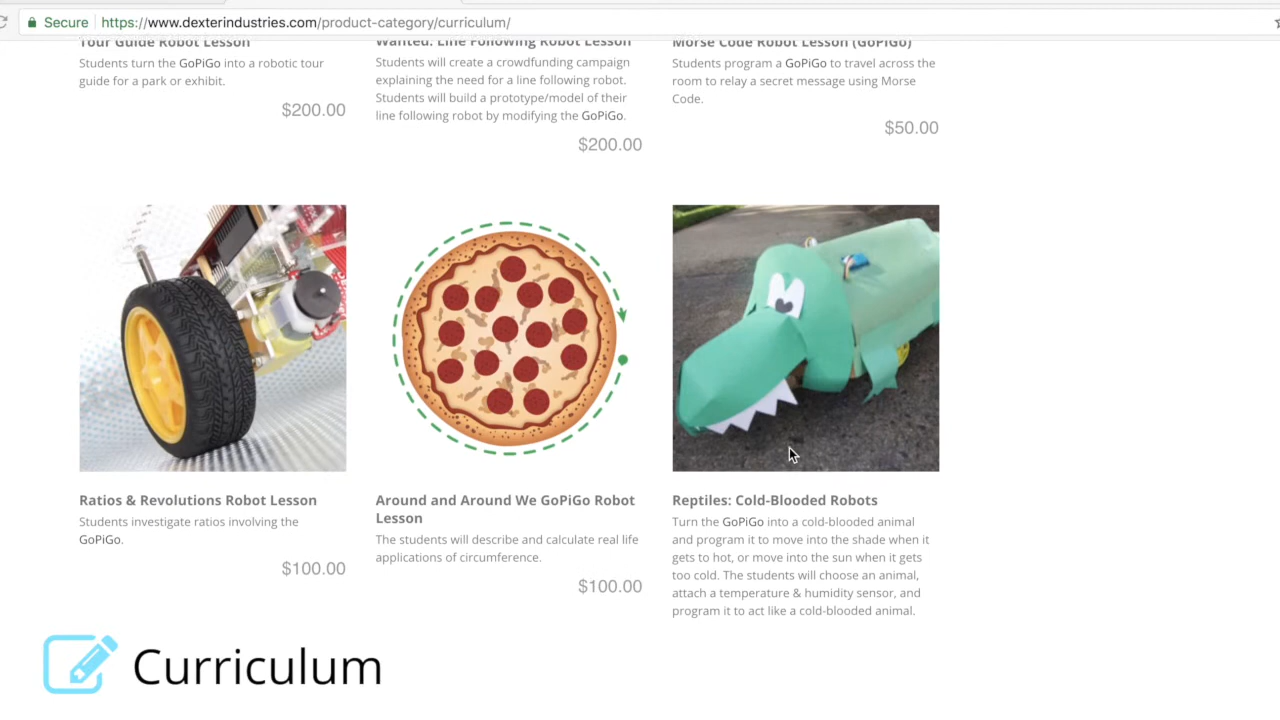 Secure https://www.dexterindustries.com/product-category/curriculum/
Tour Guide Robot Lesson
Students turn the GoPiGo into a robotic tour
guide for a park or exhibit.
$200.00
Wanted: Line Following Robot Lesson
Students will create a crowdfunding campaign
explaining the need for a line following robot.
Students will build a prototype/model of their
line following robot by modifying the GoPiGo.
$200.00
Morse Code Robot Lesson (GoPiGo)
Students program a GoPiGo to travel across the
room to relay a secret message using Morse
Code.
$50.00
Ratios & Revolutions Robot Lesson
Students investigate ratios involving the
GoPiGo.
$100.00
Around and Around We GoPiGo Robot
Lesson
The students will describe and calculate real life
applications of circumference.
$100.00
Reptiles: Cold-Blooded Robots
Turn the GoPiGo into a cold-blooded animal
and program it to move into the shade when it
gets to hot, or move into the sun when it gets
too cold. The students will choose an animal,
attach a temperature & humidity sensor, and
program it to act like a cold-blooded animal.
Curriculum